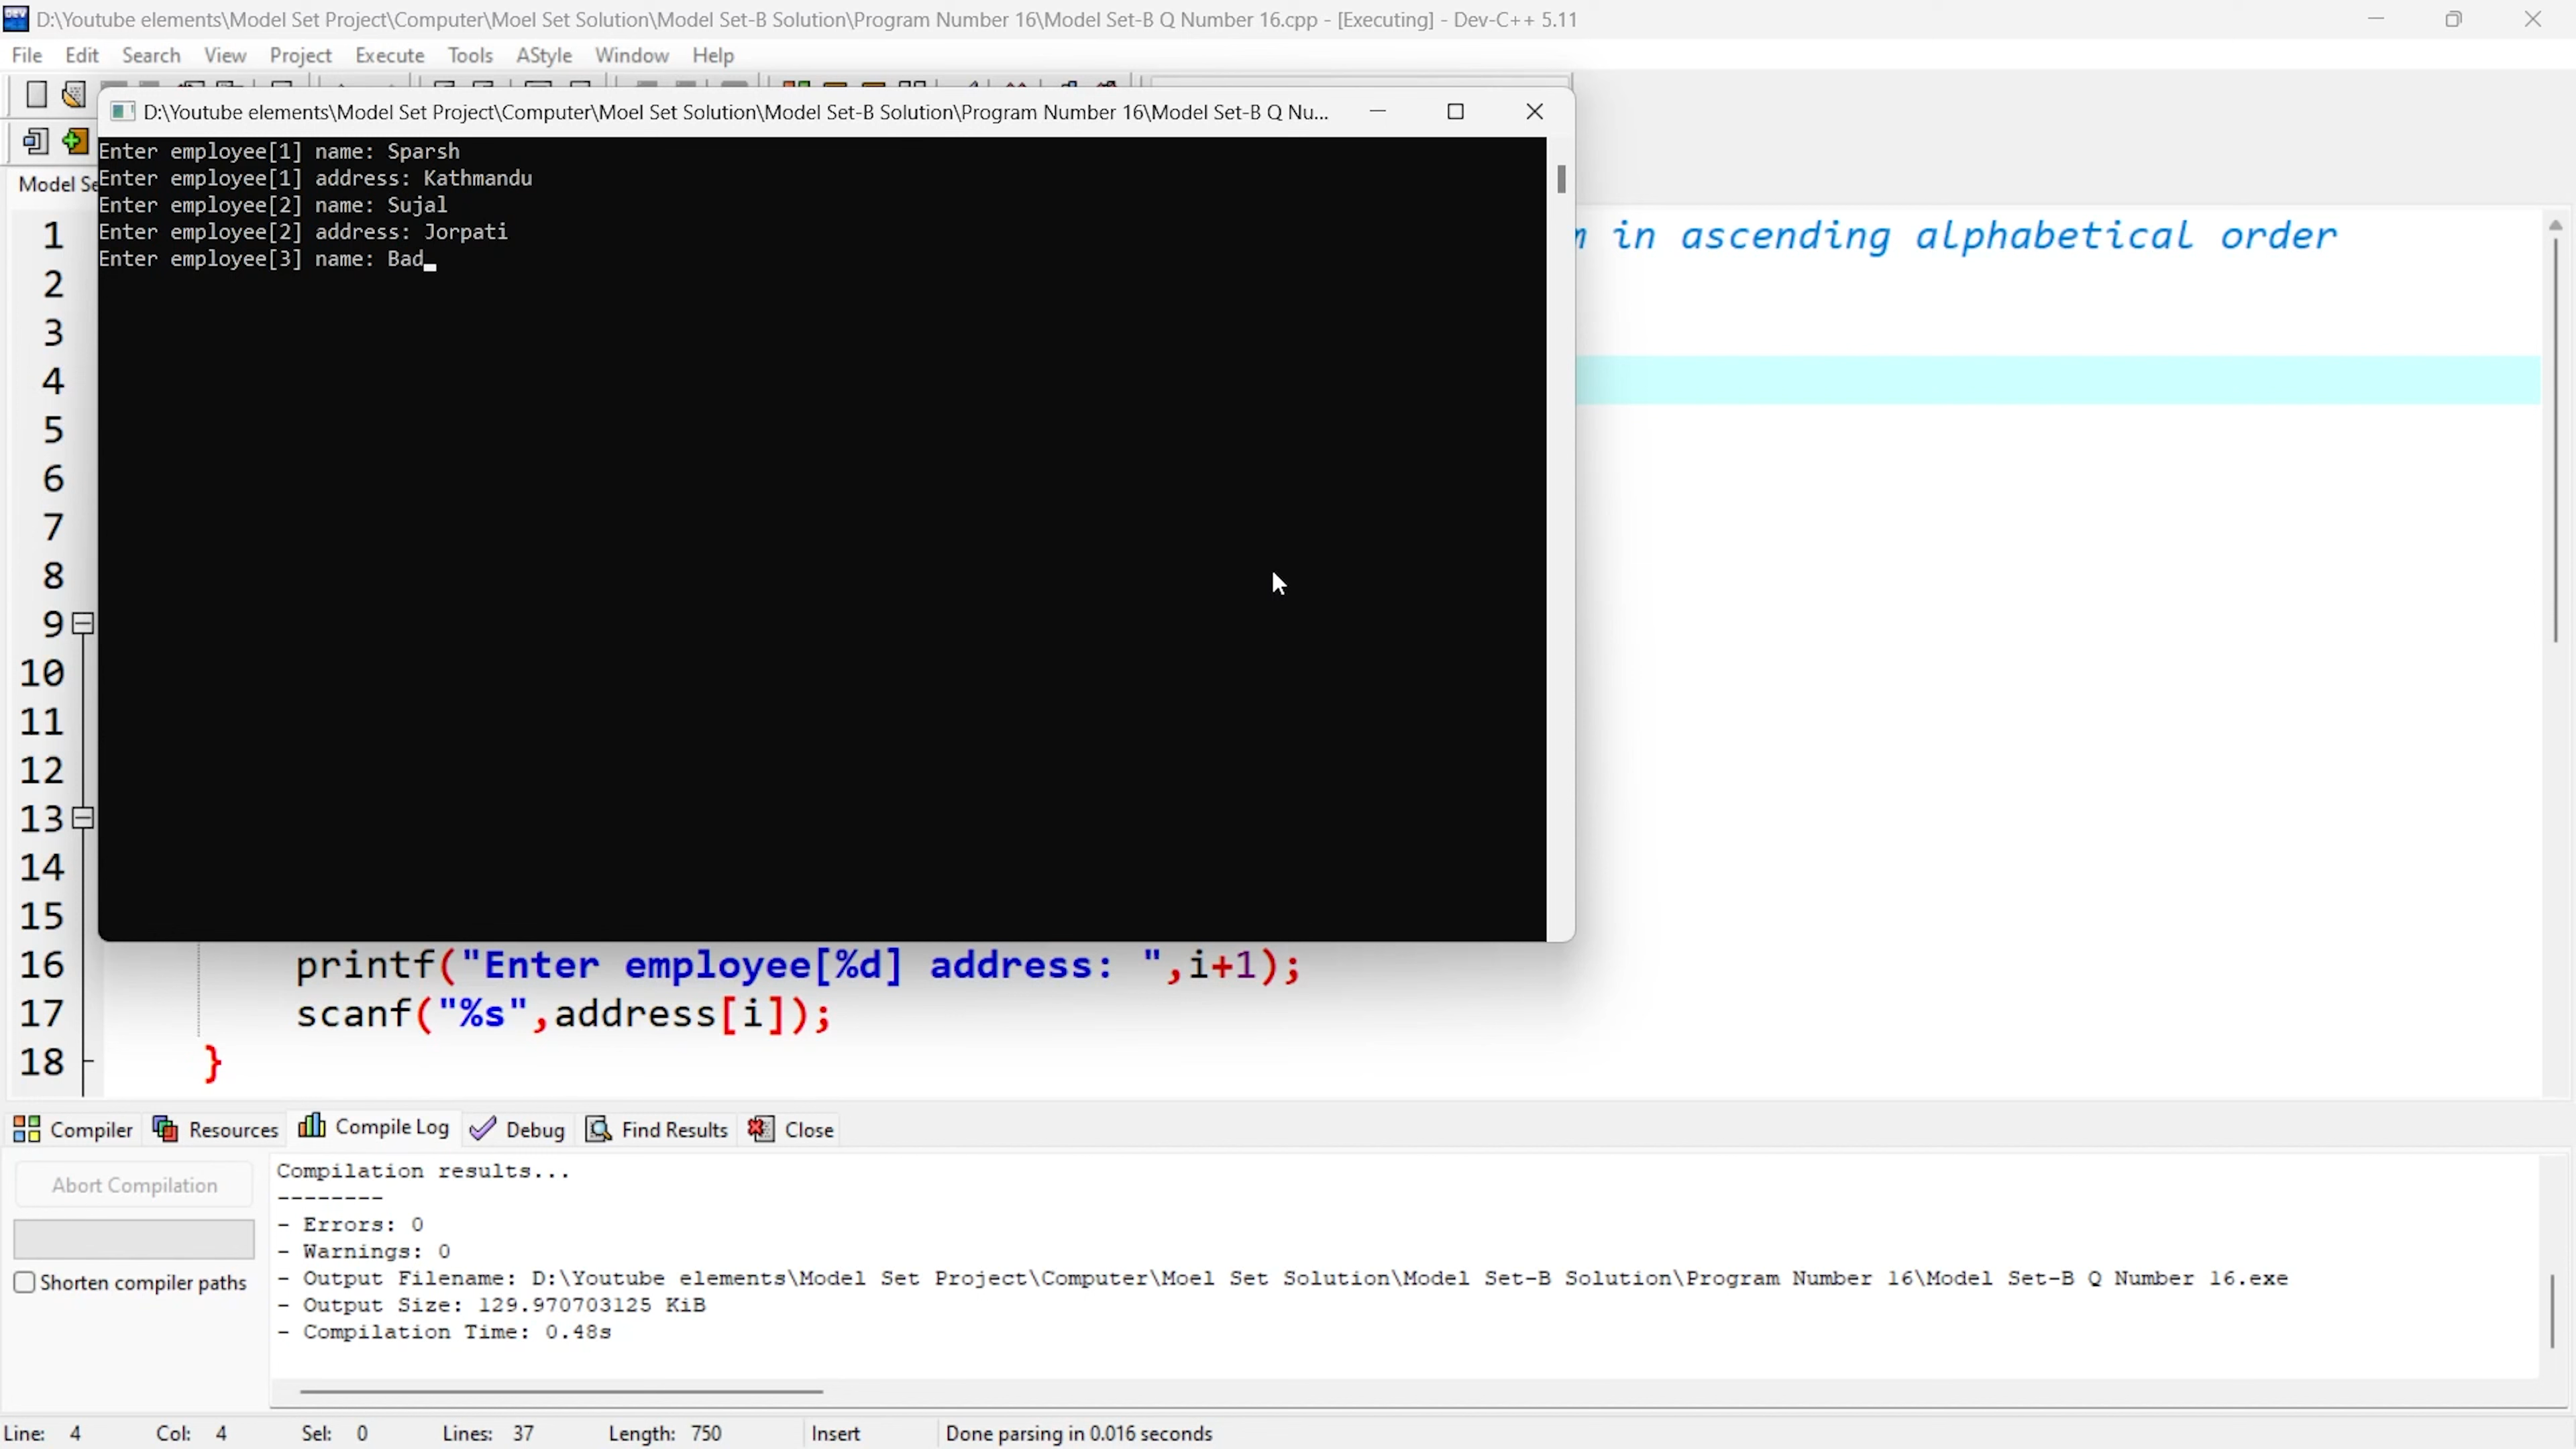 D:\Youtube elements\Model Set Project\Computer\Moel Set Solution\Model Set-B Solution\Program Number 16\Model Set-B Q Number 16.cpp - [Executing] - Dev-C++ 5.11
File Edit Search View Project Execute Tools AStyle Window Help
D:\Youtube elements\Model Set Project\Computer\Moel Set Solution\Model Set-B Solution\Program Number 16\Model Set-B Q Nu...
Enter employee[1] name: Sparsh
Enter employee[1] address: Kathmandu
Enter employee[2] name: Sujal
Enter employee[2] address: Jorpati
Enter employee[3] name: Bad
Model Se
1 in ascending alphabetical order
2
3
4
5
6
7
8
9
10
11
12
13
14
15
16 printf("Enter employee[%d] address: ",i+1);
17 scanf("%s",address[i]);
18 }
Compiler Resources Compile Log Debug Find Results Close
Abort Compilation
Shorten compiler paths
Compilation results...
--------
- Errors: 0
- Warnings: 0
- Output Filename: D:\Youtube elements\Model Set Project\Computer\Moel Set Solution\Model Set-B Solution\Program Number 16\Model Set-B Q Number 16.exe
- Output Size: 129.970703125 KiB
- Compilation Time: 0.48s
Line: 4 Col: 4 Sel: 0 Lines: 37 Length: 750 Insert Done parsing in 0.016 seconds